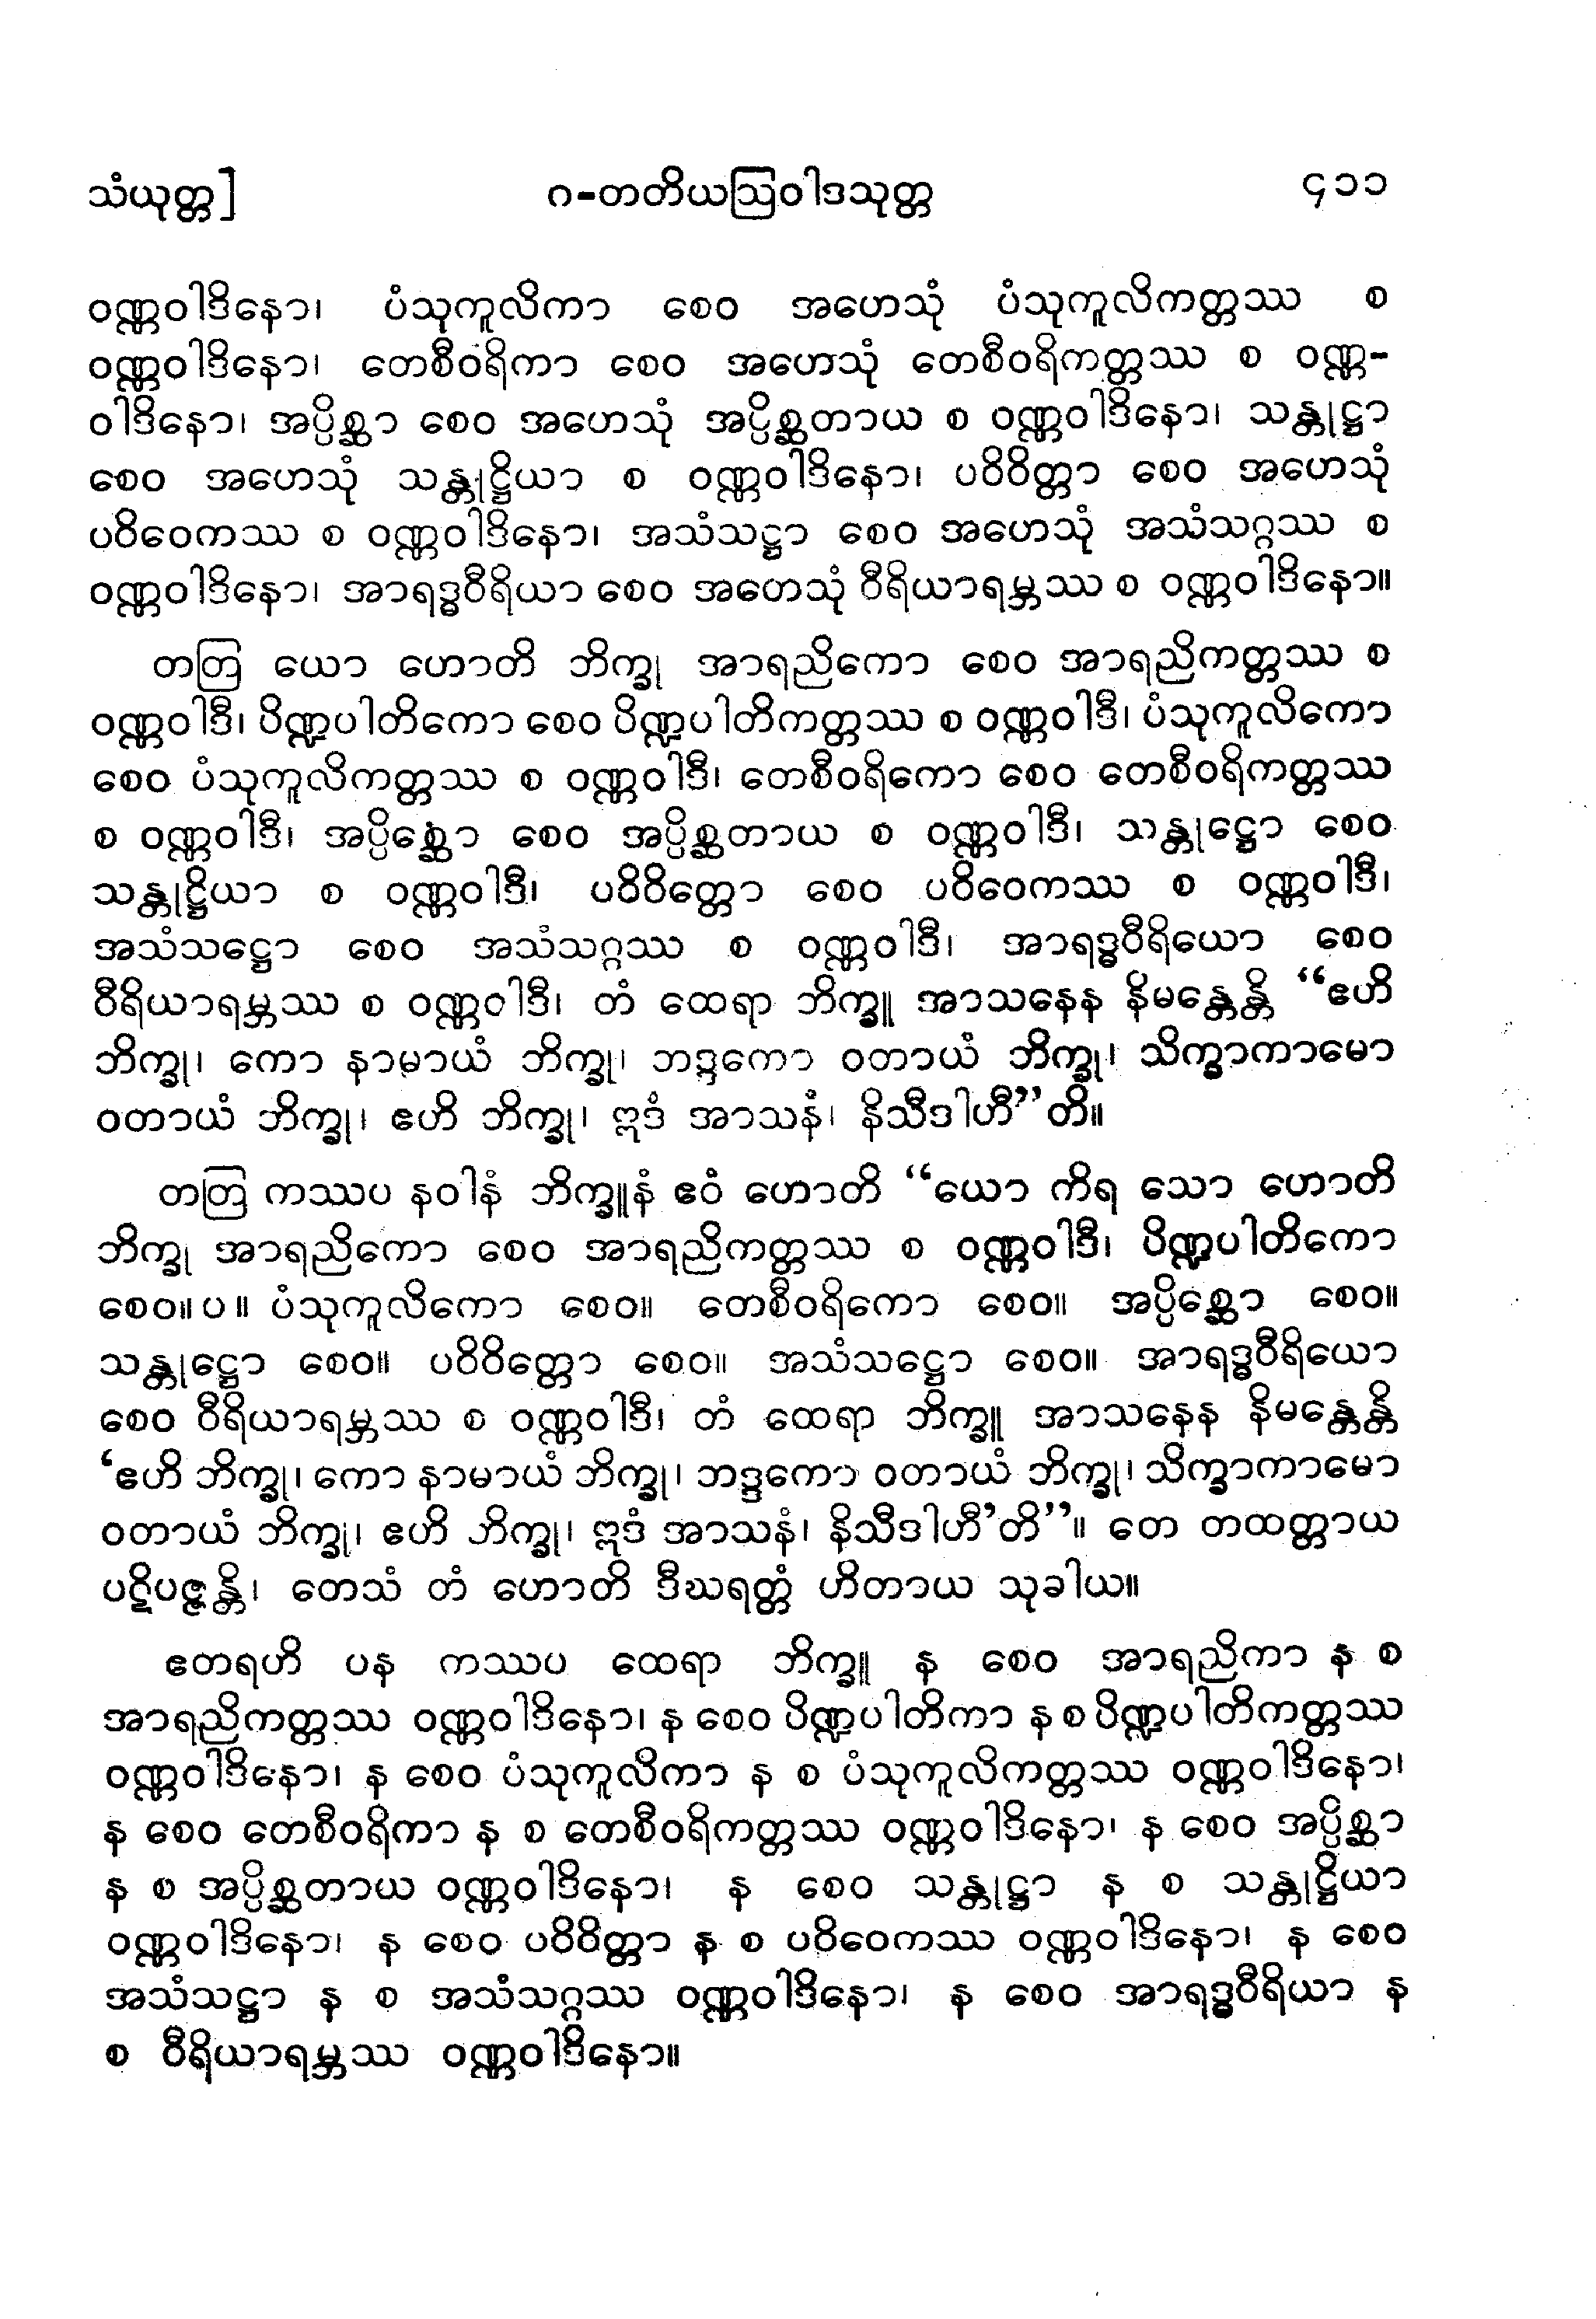 သံယုတ္တ] ဂ-တတိယဩဝါဒသုတ္တ ၄၁၁
ဝဏ္ဏဝါဒိနော၊ ပံသုကူလိကာ စေဝ အဟေသုံ ပံသုကူလိကတ္တဿ စ
ဝဏ္ဏဝါဒိနော၊ တေစီဝရိကာ စေဝ အဟေသုံ တေစီဝရိကတ္တဿ စ ဝဏ္ဏ-
ဝါဒိနော၊ အပ္ပိစ္ဆာ စေဝ အဟေသုံ အပ္ပိစ္ဆတာယ စ ဝဏ္ဏဝါဒိနော၊ သန္တုဋ္ဌာ
စေဝ အဟေသုံ သန္တုဋ္ဌိယာ စ ဝဏ္ဏဝါဒိနော၊ ပဝိဝိတ္တာ စေဝ အဟေသုံ
ပဝိဝေကဿ စ ဝဏ္ဏဝါဒိနော၊ အသံသဋ္ဌာ စေဝ အဟေသုံ အသံသဂ္ဂဿ စ
ဝဏ္ဏဝါဒိနော၊ အာရဒ္ဓဝီရိယာ စေဝ အဟေသုံ ဝီရိယာရမ္ဘဿ စ ဝဏ္ဏဝါဒိနော။
တတြ ယော ဟောတိ ဘိက္ခု အာရညိကော စေဝ အာရညိကတ္တဿ စ
ဝဏ္ဏဝါဒီ၊ ပိဏ္ဍပါတိကော စေဝ ပိဏ္ဍပါတိကတ္တဿ စ ဝဏ္ဏဝါဒီ၊ ပံသုကူလိကော
စေဝ ပံသုကူလိကတ္တဿ စ ဝဏ္ဏဝါဒီ၊ တေစီဝရိကော စေဝ တေစီဝရိကတ္တဿ
စ ဝဏ္ဏဝါဒီ၊ အပ္ပိစ္ဆော စေဝ အပ္ပိစ္ဆတာယ စ ဝဏ္ဏဝါဒီ၊ သန္တုဋ္ဌော စေဝ
သန္တုဋ္ဌိယာ စ ဝဏ္ဏဝါဒီ၊ ပဝိဝိတ္တော စေဝ ပဝိဝေကဿ စ ဝဏ္ဏဝါဒီ၊
အသံသဋ္ဌော စေဝ အသံသဂ္ဂဿ စ ဝဏ္ဏဝါဒီ၊ အာရဒ္ဓဝီရိယော စေဝ
ဝီရိယာရမ္ဘဿ စ ဝဏ္ဏဝါဒီ၊ တံ ထေရာ ဘိက္ခူ အာသနေန နိမန္တေန္တိ “ဧဟိ
ဘိက္ခု၊ ကော နာမာယံ ဘိက္ခု၊ ဘဒ္ဒကော ဝတာယံ ဘိက္ခု၊ သိက္ခာကာမော
ဝတာယံ ဘိက္ခု၊ ဧဟိ ဘိက္ခု၊ ဣဒံ အာသနံ၊ နိသီဒါဟီ”တိ။
တတြ ကဿပ နဝါနံ ဘိက္ခူနံ ဧဝံ ဟောတိ “ယော ကိရ သော ဟောတိ
ဘိက္ခု အာရညိကော စေဝ အာရညိကတ္တဿ စ ဝဏ္ဏဝါဒီ၊ ပိဏ္ဍပါတိကော
စေဝ။ပ။ ပံသုကူလိကော စေဝ။ တေစီဝရိကော စေဝ။ အပ္ပိစ္ဆော စေဝ။
သန္တုဋ္ဌော စေဝ။ ပဝိဝိတ္တော စေဝ။ အသံသဋ္ဌော စေဝ။ အာရဒ္ဓဝီရိယော
စေဝ ဝီရိယာရမ္ဘဿ စ ဝဏ္ဏဝါဒီ၊ တံ ထေရာ ဘိက္ခူ အာသနေန နိမန္တေန္တိ
‘ဧဟိ ဘိက္ခု၊ ကော နာမာယံ ဘိက္ခု၊ ဘဒ္ဒကော ဝတာယံ ဘိက္ခု၊ သိက္ခာကာမော
ဝတာယံ ဘိက္ခု၊ ဧဟိ ဘိက္ခု၊ ဣဒံ အာသနံ၊ နိသီဒါဟီ’တိ”။ တေ တထတ္တာယ
ပဋိပဇ္ဇန္တိ၊ တေသံ တံ ဟောတိ ဒီဃရတ္တံ ဟိတာယ သုခါယ။
ဧတရဟိ ပန ကဿပ ထေရာ ဘိက္ခူ န စေဝ အာရညိကာ န စ
အာရညိကတ္တဿ ဝဏ္ဏဝါဒိနော၊ န စေဝ ပိဏ္ဍပါတိကာ န စ ပိဏ္ဍပါတိကတ္တဿ
ဝဏ္ဏဝါဒိနော၊ န စေဝ ပံသုကူလိကာ န စ ပံသုကူလိကတ္တဿ ဝဏ္ဏဝါဒိနော၊
န စေဝ တေစီဝရိကာ န စ တေစီဝရိကတ္တဿ ဝဏ္ဏဝါဒိနော၊ န စေဝ အပ္ပိစ္ဆာ
န စ အပ္ပိစ္ဆတာယ ဝဏ္ဏဝါဒိနော၊ န စေဝ သန္တုဋ္ဌာ န စ သန္တုဋ္ဌိယာ
ဝဏ္ဏဝါဒိနော၊ န စေဝ ပဝိဝိတ္တာ န စ ပဝိဝေကဿ ဝဏ္ဏဝါဒိနော၊ န စေဝ
အသံသဋ္ဌာ န စ အသံသဂ္ဂဿ ဝဏ္ဏဝါဒိနော၊ န စေဝ အာရဒ္ဓဝီရိယာ န
စ ဝီရိယာရမ္ဘဿ ဝဏ္ဏဝါဒိနော။